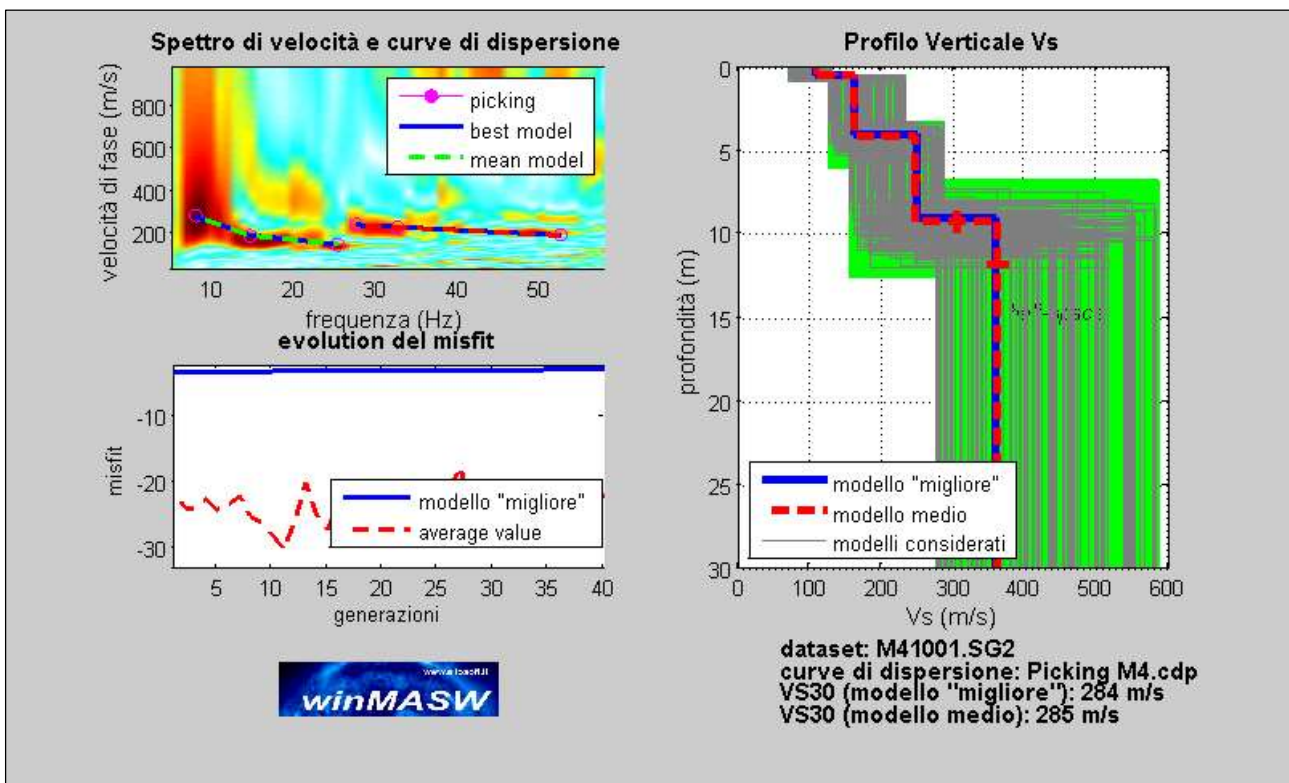 Spettro di velocità e curve di dispersione
velocità di fase (m/s)
800
600
400
200
picking
best model
mean model
10 20 30 40 50
frequenza (Hz)
evolution del misfit
misfit
-10
-20
-30
modello "migliore"
average value
5 10 15 20 25 30 35 40
generazioni
winMASW
Profilo Verticale Vs
profondità (m)
0
5
10
15
20
25
30
modello "migliore"
modello medio
modelli considerati
0 100 200 300 400 500 600
Vs (m/s)
dataset: M41001.SG2
curve di dispersione: Picking M4.cdp
VS30 (modello "migliore"): 284 m/s
VS30 (modello medio): 285 m/s